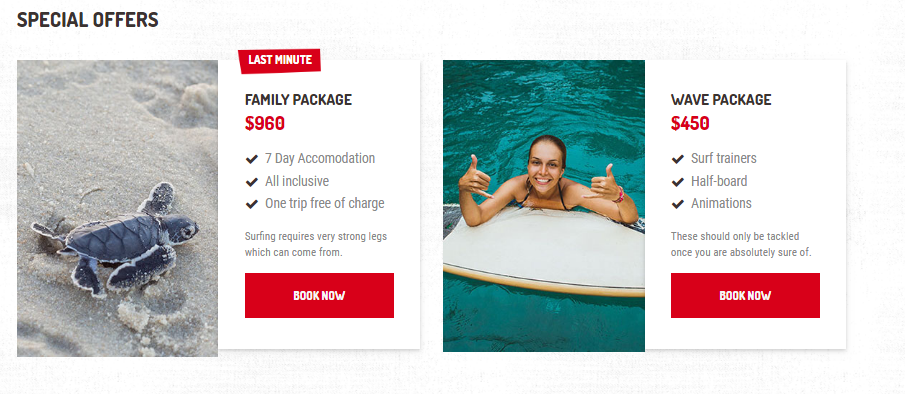 SPECIAL OFFERS
LAST MINUTE
FAMILY PACKAGE
$960
7 Day Accomodation
All inclusive
One trip free of charge
Surfing requires very strong legs
which can come from.
BOOK NOW
WAVE PACKAGE
$450
Surf trainers
Half-board
Animations
These should only be tackled
once you are absolutely sure of.
BOOK NOW